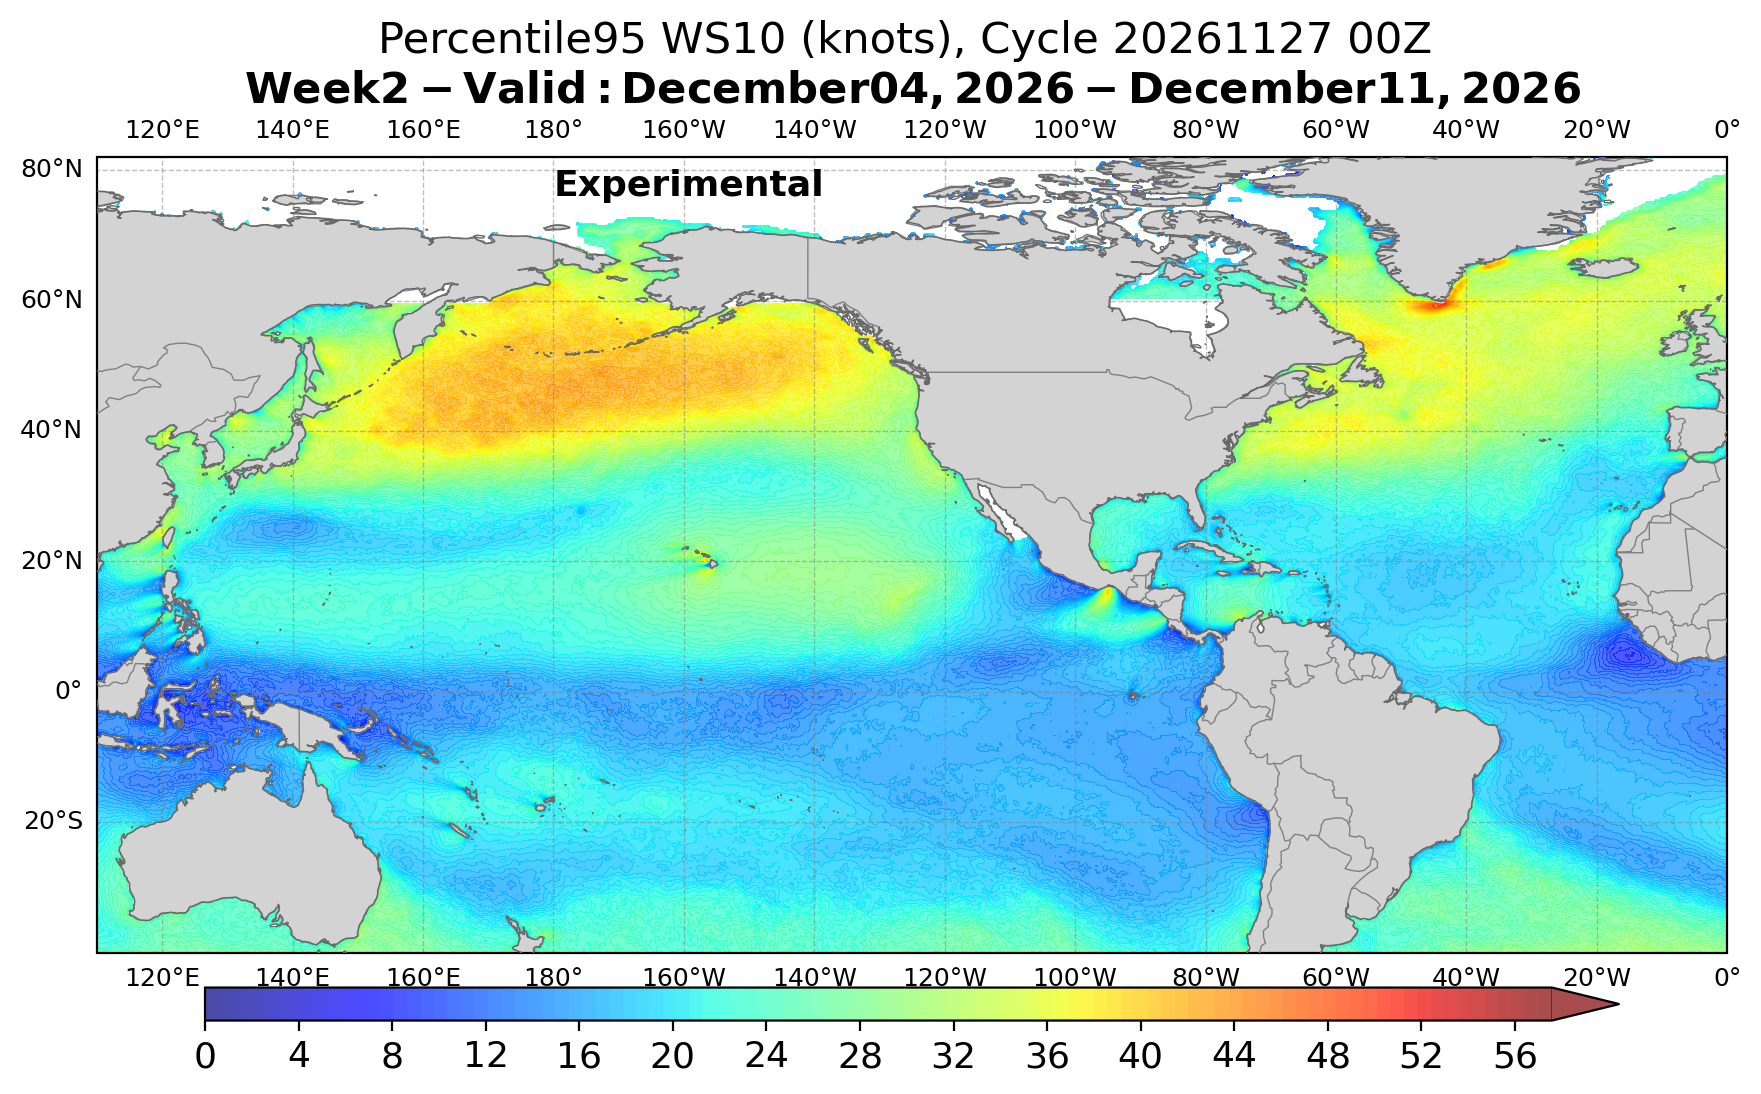 Percentile95 WS10 (knots), Cycle 20261127 00Z
Week2 − Valid : December04, 2026 − December11, 2026
120°E 140°E 160°E 180° 160°W 140°W 120°W 100°W 80°W 60°W 40°W 20°W 0°
80°N
Experimental
60°N
40°N
20°N
0°
20°S
120°E 140°E 160°E 180° 160°W 140°W 120°W 100°W 80°W 60°W 40°W 20°W 0°
0 4 8 12 16 20 24 28 32 36 40 44 48 52 56